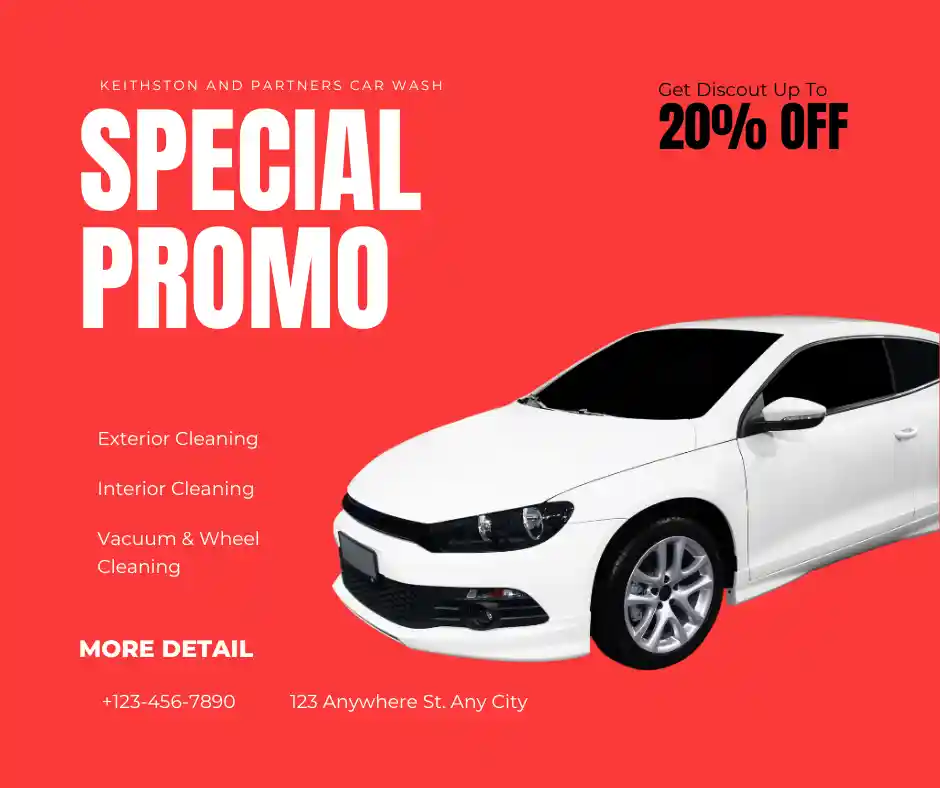 KEITHSTON AND PARTNERS CAR WASH
SPECIAL
PROMO
Get Discout Up To
20% OFF
Exterior Cleaning
Interior Cleaning
Vacuum & Wheel
Cleaning
MORE DETAIL
+123-456-7890
123 Anywhere St. Any City